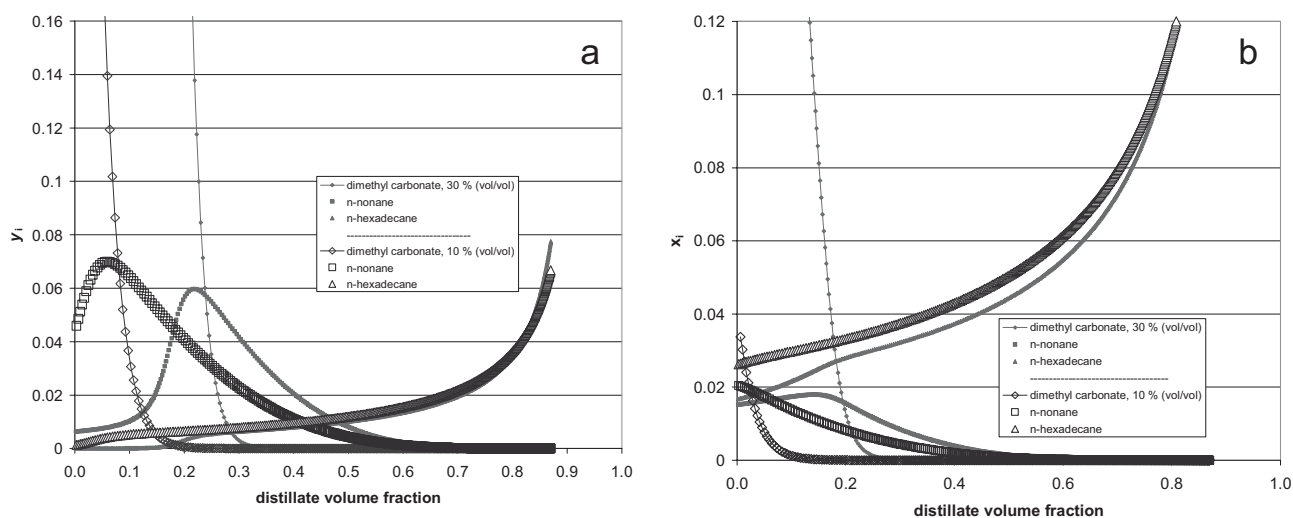 a
0.16
0.14
0.12
0.1
0.08
0.06
0.04
0.02
0
yi
dimethyl carbonate, 30 % (vol/vol)
n-nonane
n-hexadecane
--------------------------------
dimethyl carbonate, 10 % (vol/vol)
n-nonane
n-hexadecane
0.0 0.1 0.2 0.3 0.4 0.5 0.6 0.7 0.8 0.9 1.0
distillate volume fraction
b
0.12
0.1
0.08
0.06
0.04
0.02
0
xi
dimethyl carbonate, 30 % (vol/vol)
n-nonane
n-hexadecane
------------------------------------
dimethyl carbonate, 10 % (vol/vol)
n-nonane
n-hexadecane
0.0 0.2 0.4 0.6 0.8 1.0
distillate volume fraction